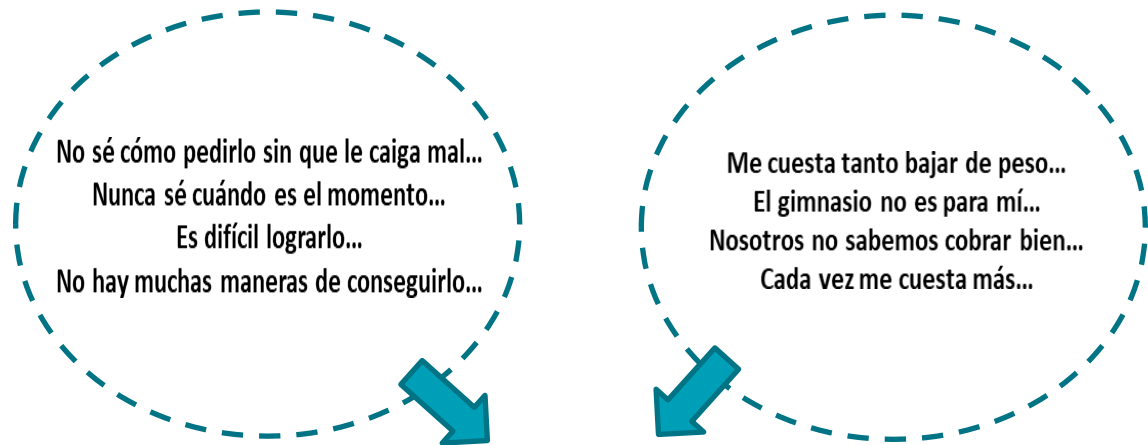 No sé cómo pedirlo sin que le caiga mal...
Nunca sé cuándo es el momento...
Es difícil lograrlo...
No hay muchas maneras de conseguirlo...
Me cuesta tanto bajar de peso...
El gimnasio no es para mí...
Nosotros no sabemos cobrar bien...
Cada vez me cuesta más...